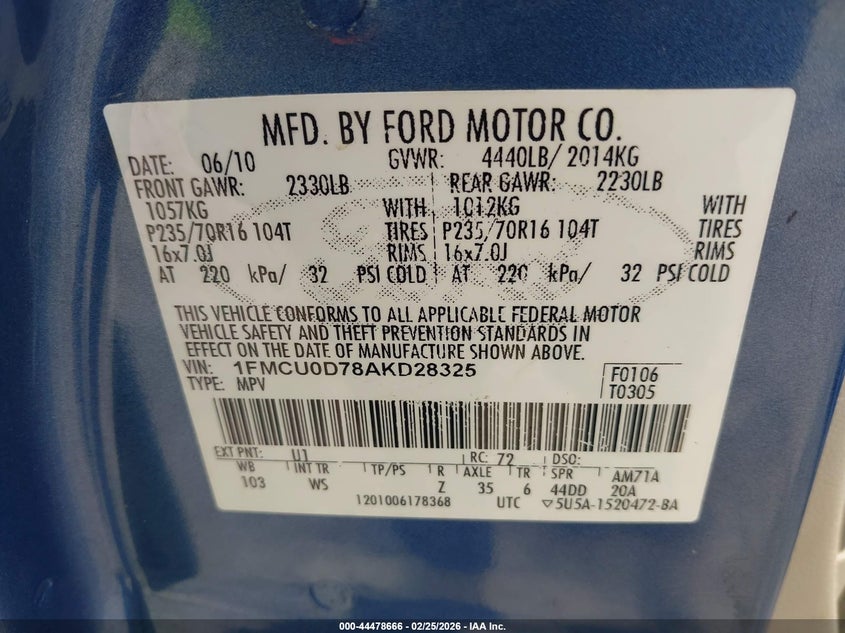 MFD. BY FORD MOTOR CO.
DATE: 06/10 GVWR: 4440LB/ 2014KG
FRONT GAWR: 2330LB REAR GAWR: 2230LB
1057KG WITH 1012KG WITH
P235/70R16 104T TIRES P235/70R16 104T TIRES
16x7.0J RIMS 16x7.0J RIMS
AT 220 kPa/ 32 PSI COLD AT 220 kPa/ 32 PSI COLD
THIS VEHICLE CONFORMS TO ALL APPLICABLE FEDERAL MOTOR
VEHICLE SAFETY AND THEFT PREVENTION STANDARDS IN
EFFECT ON THE DATE OF MANUFACTURE SHOWN ABOVE.
VIN: 1FMCU0D78AKD28325 F0106
TYPE: MPV T0305
EXT PNT: U1 RC: 72 DSO:
WB INT TR TP/PS R AXLE TR SPR AM71A
103 WS Z 35 6 44DD 20A
1201006178368 UTC ▽5U5A-1520472-BA
000-44478666 - 02/25/2026 - IAA Inc.